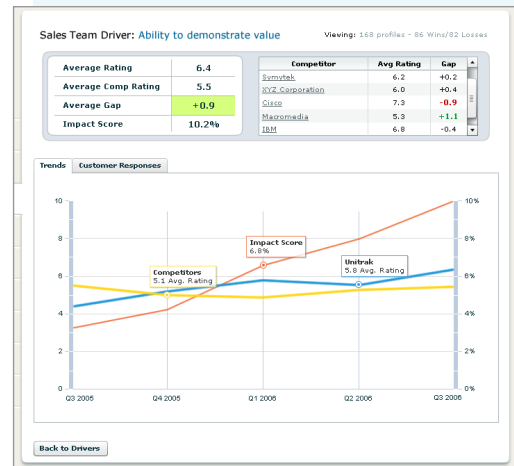 Sales Team Driver: Ability to demonstrate value
Viewing: 168 profiles - 86 Wins/82 Losses
Average Rating 6.4
Average Comp Rating 5.5
Average Gap +0.9
Impact Score 10.2%
Competitor Avg Rating Gap
Symytek 6.2 +0.2
XYZ Corporation 6.0 +0.4
Cisco 7.3 -0.9
Macromedia 5.3 +1.1
IBM 6.8 -0.4
Trends Customer Responses
10 10%
8 8%
Impact Score
6.8%
Unitrak
5.8 Avg. Rating
Competitors
5.1 Avg. Rating
6 6%
4 4%
2 2%
0 0%
Q3 2006 Q4 2006 Q1 2006 Q2 2006 Q3 2006
Back to Drivers